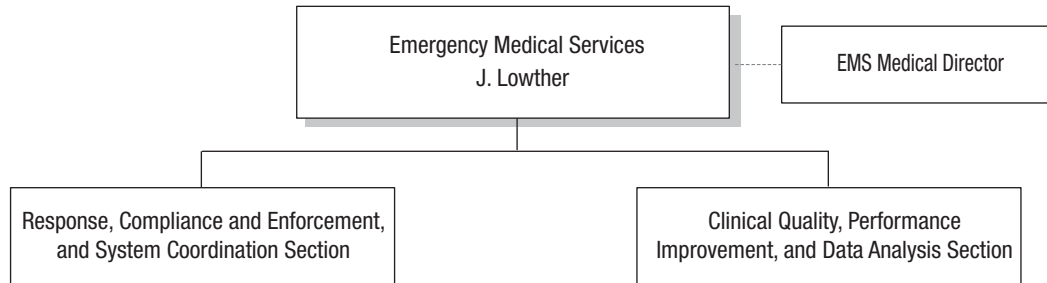 Emergency Medical Services
J. Lowther
EMS Medical Director
Response, Compliance and Enforcement,
and System Coordination Section
Clinical Quality, Performance
Improvement, and Data Analysis Section